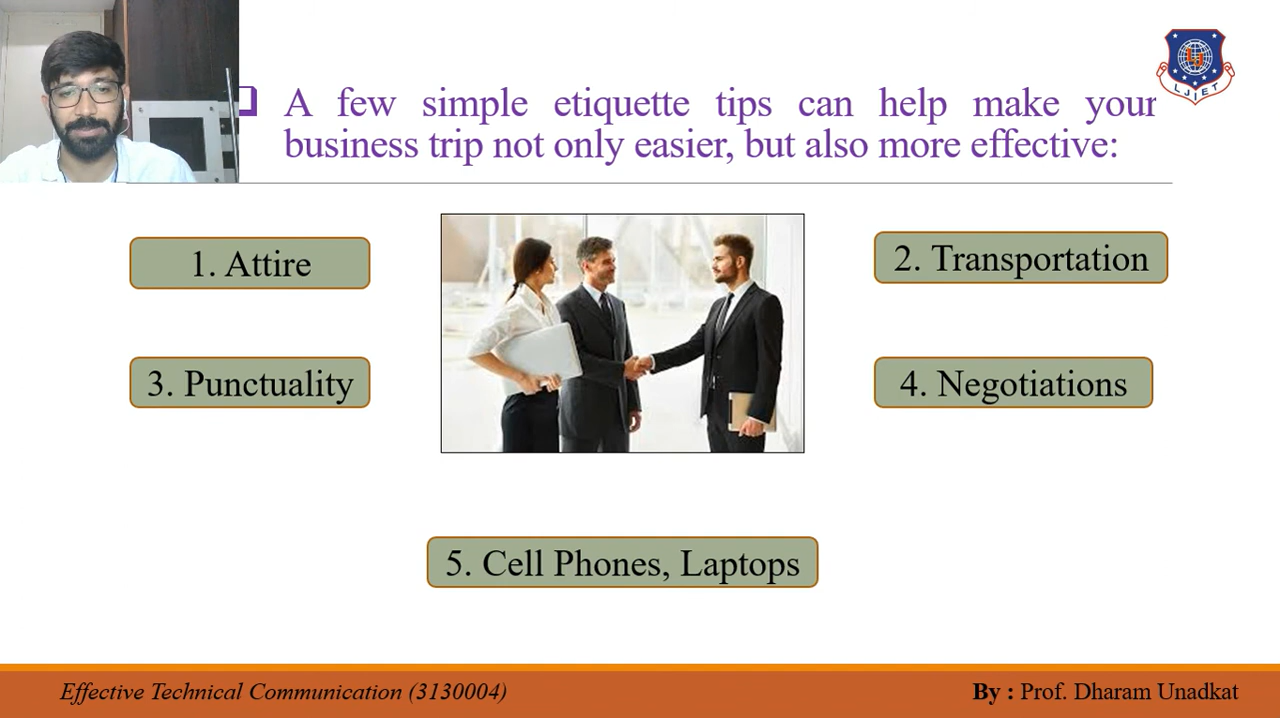 A few simple etiquette tips can help make your
business trip not only easier, but also more effective:
1. Attire
2. Transportation
3. Punctuality
4. Negotiations
5. Cell Phones, Laptops
Effective Technical Communication (3130004)
By : Prof. Dharam Unadkat
LJIET